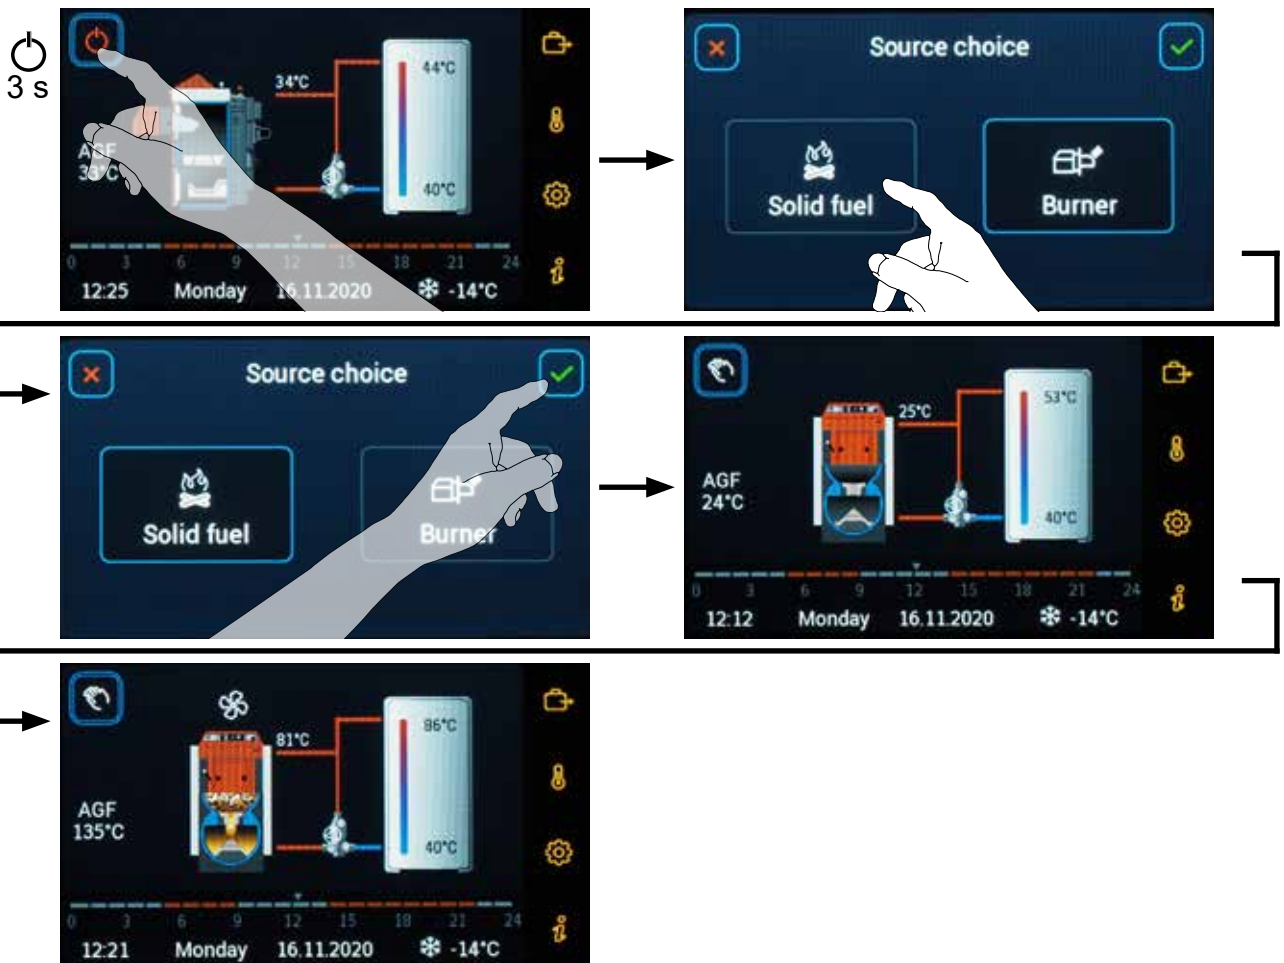 3 s
34°C
44°C
AGF
33°C
40°C
0 3 6 9 12 15 18 21 24
12:25 Monday 16.11.2020 -14°C
Source choice
Solid fuel
Burner
Source choice
Solid fuel
Burner
25°C
53°C
AGF
24°C
40°C
0 3 6 9 12 15 18 21 24
12:12 Monday 16.11.2020 -14°C
81°C
86°C
AGF
135°C
40°C
0 3 6 9 12 15 18 21 24
12:21 Monday 16.11.2020 -14°C